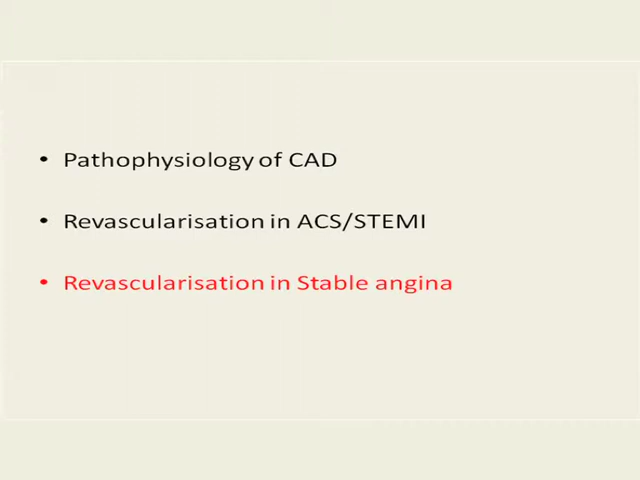 • Pathophysiology of CAD
• Revascularisation in ACS/STEMI
• Revascularisation in Stable angina